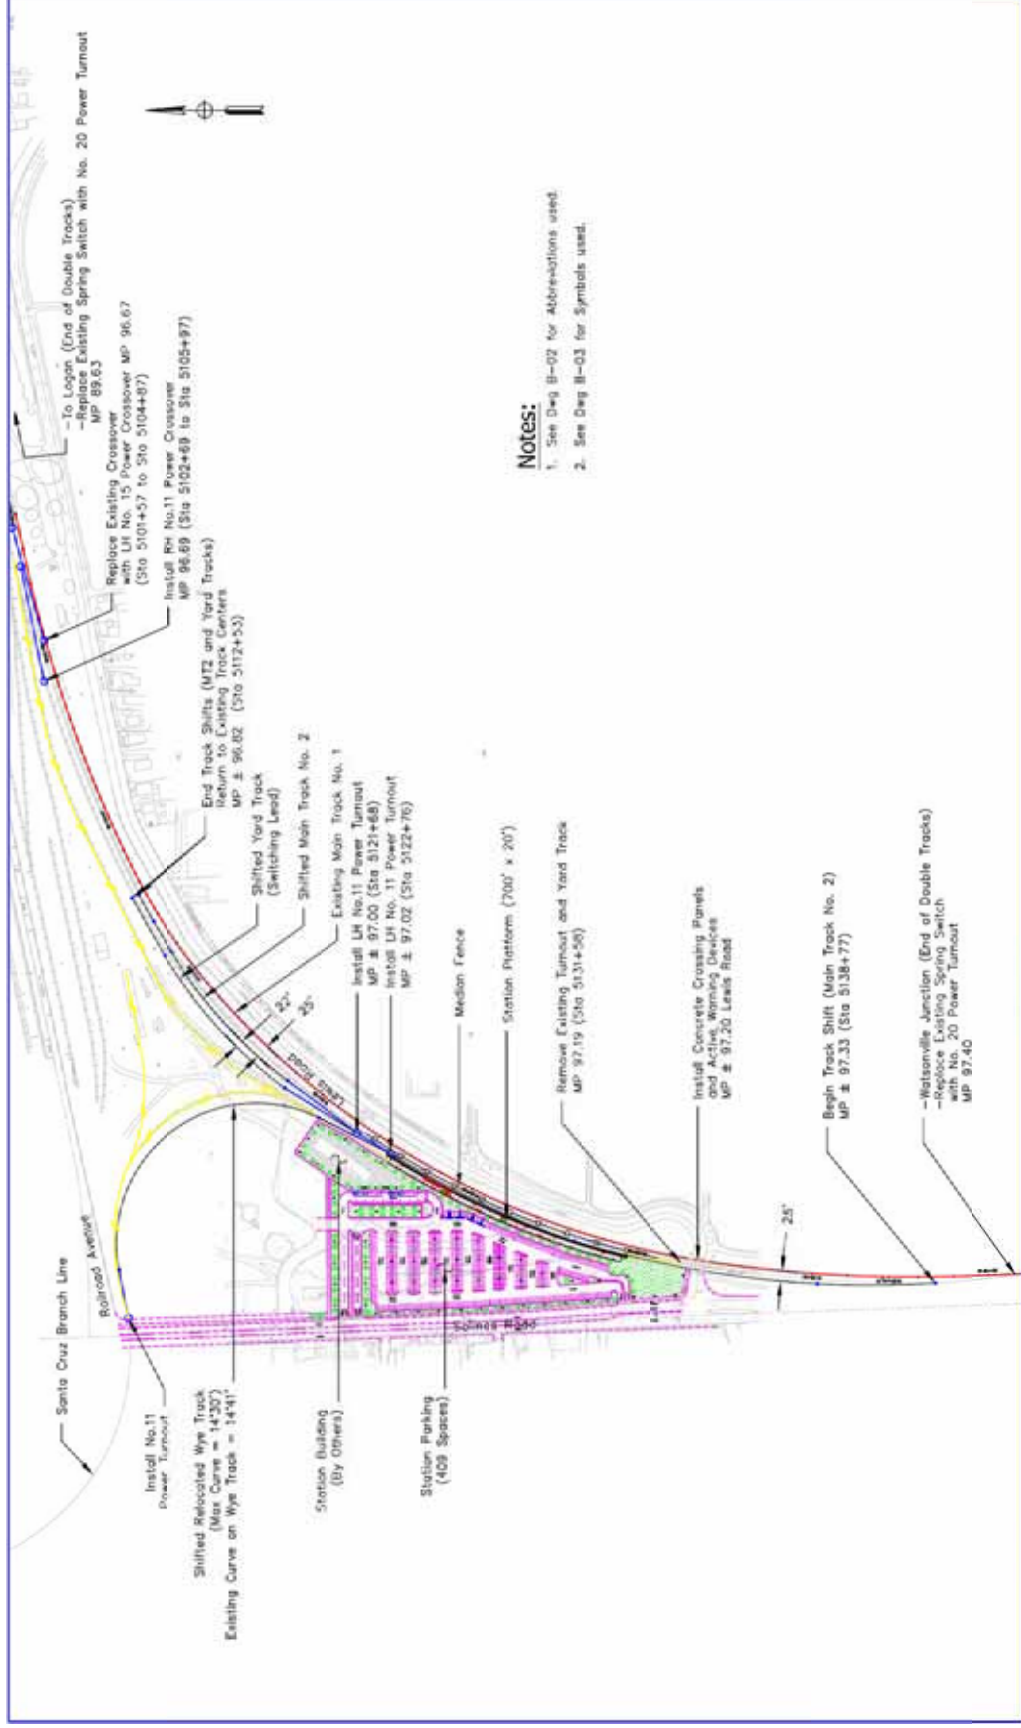 Santa Cruz Branch Line
Railroad Avenue
Install No.11
Power Turnout
Shifted Relocated Wye Track
(Max Curve = 14°30')
Existing Curve on Wye Track = 14°41'
Station Building
(By Others)
Station Parking
(409 Spaces)
Salinas Road
Lewis Road
22'
25'
25'
-To Logan (End of Double Tracks)
-Replace Existing Spring Switch with No. 20 Power Turnout
MP 89.63
Replace Existing Crossover
with LH No. 15 Power Crossover MP 96.67
(Sta 5101+57 to Sta 5104+87)
Install RH No.11 Power Crossover
MP 96.69 (Sta 5102+69 to Sta 5105+97)
End Track Shifts (MT2 and Yard Tracks)
Return to Existing Track Centers
MP ± 96.82 (Sta 5112+53)
Shifted Yard Track
(Switching Lead)
Shifted Main Track No. 2
Existing Main Track No. 1
Install LH No.11 Power Turnout
MP ± 97.00 (Sta 5121+68)
Install LH No. 11 Power Turnout
MP ± 97.02 (Sta 5122+76)
Median Fence
Station Platform (700' x 20')
Remove Existing Turnout and Yard Track
MP 97.19 (Sta 5131+58)
Install Concrete Crossing Panels
and Active Warning Devices
MP ± 97.20 Lewis Road
Begin Track Shift (Main Track No. 2)
MP ± 97.33 (Sta 5138+77)
-Watsonville Junction (End of Double Tracks)
-Replace Existing Spring Switch
with No. 20 Power Turnout
MP 97.40
Notes:
1. See Dwg B-02 for Abbreviations used.
2. See Dwg B-03 for Symbols used.